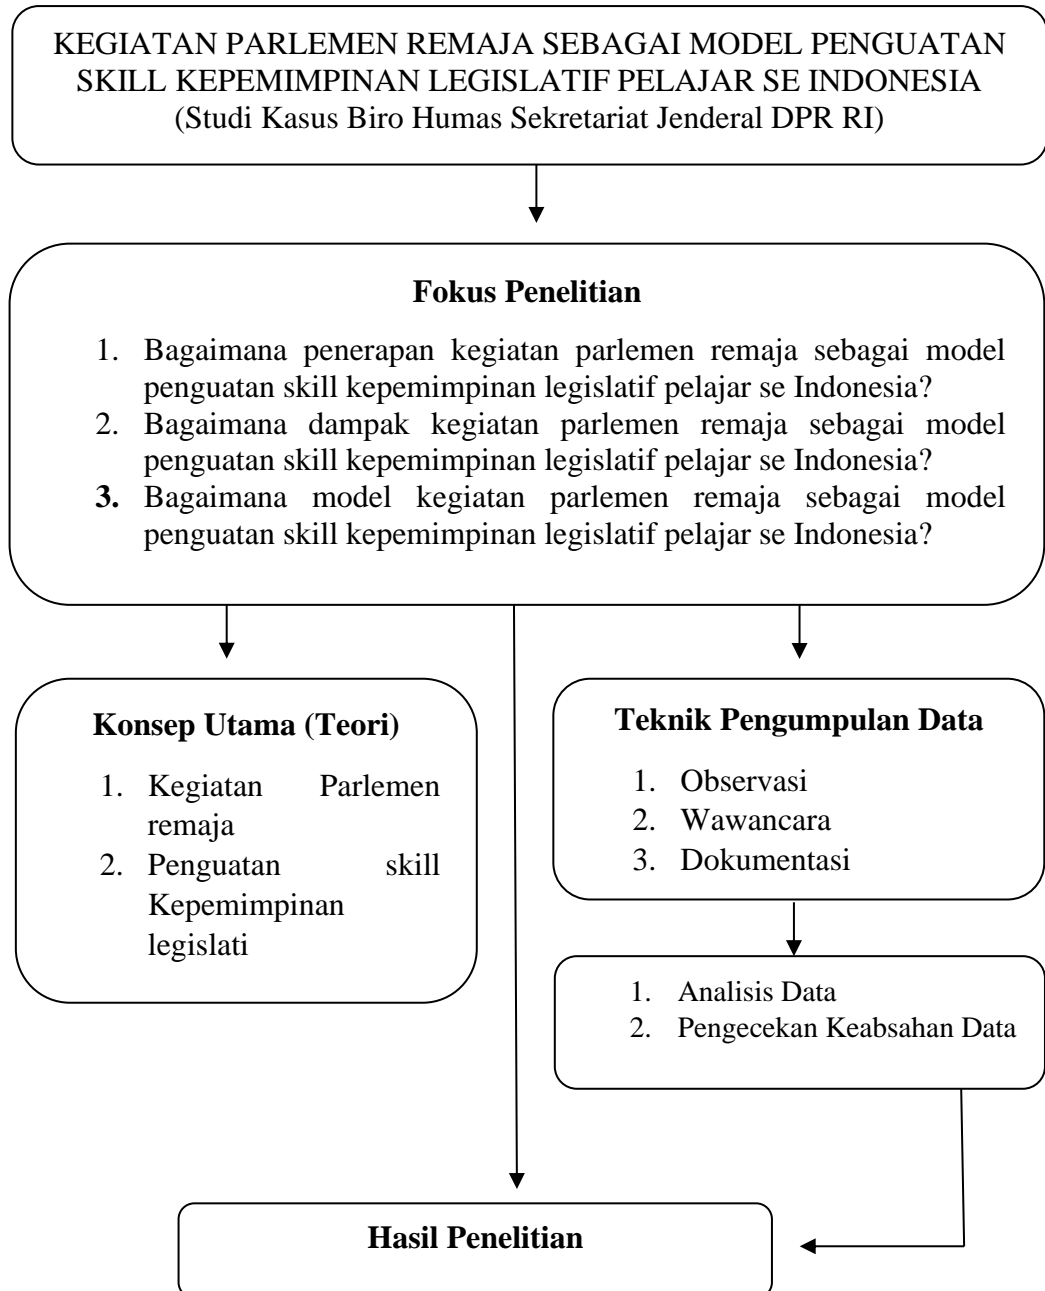 KEGIATAN PARLEMEN REMAJA SEBAGAI MODEL PENGUATAN
SKILL KEPEMIMPINAN LEGISLATIF PELAJAR SE INDONESIA
(Studi Kasus Biro Humas Sekretariat Jenderal DPR RI)
Fokus Penelitian
1. Bagaimana penerapan kegiatan parlemen remaja sebagai model
penguatan skill kepemimpinan legislatif pelajar se Indonesia?
2. Bagaimana dampak kegiatan parlemen remaja sebagai model
penguatan skill kepemimpinan legislatif pelajar se Indonesia?
3. Bagaimana model kegiatan parlemen remaja sebagai model
penguatan skill kepemimpinan legislatif pelajar se Indonesia?
Konsep Utama (Teori)
1. Kegiatan Parlemen
remaja
2. Penguatan skill
Kepemimpinan
legislati
Teknik Pengumpulan Data
1. Observasi
2. Wawancara
3. Dokumentasi
1. Analisis Data
2. Pengecekan Keabsahan Data
Hasil Penelitian